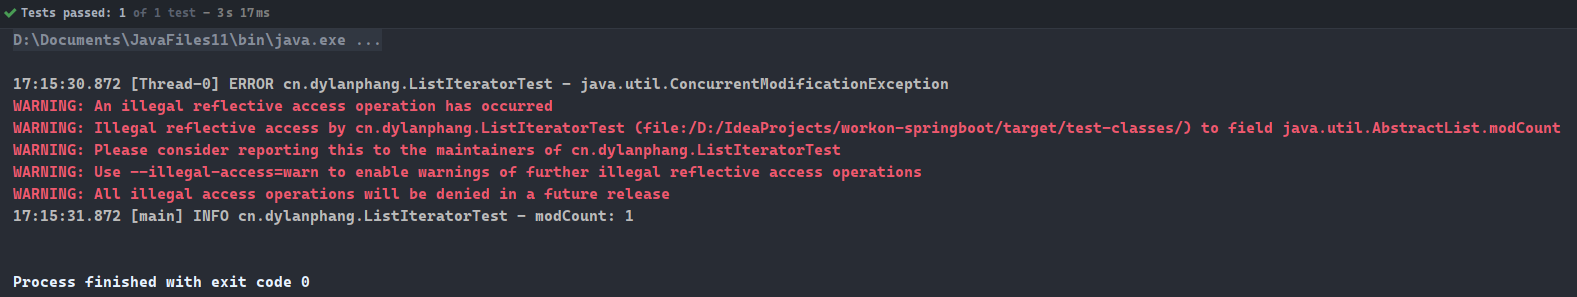 Tests passed: 1 of 1 test – 3 s 17 ms
D:\Documents\JavaFiles11\bin\java.exe ...
17:15:30.872 [Thread-0] ERROR cn.dylanphang.ListIteratorTest - java.util.ConcurrentModificationException
WARNING: An illegal reflective access operation has occurred
WARNING: Illegal reflective access by cn.dylanphang.ListIteratorTest (file:/D:/IdeaProjects/workon-springboot/target/test-classes/) to field java.util.AbstractList.modCount
WARNING: Please consider reporting this to the maintainers of cn.dylanphang.ListIteratorTest
WARNING: Use --illegal-access=warn to enable warnings of further illegal reflective access operations
WARNING: All illegal access operations will be denied in a future release
17:15:31.872 [main] INFO cn.dylanphang.ListIteratorTest - modCount: 1
Process finished with exit code 0